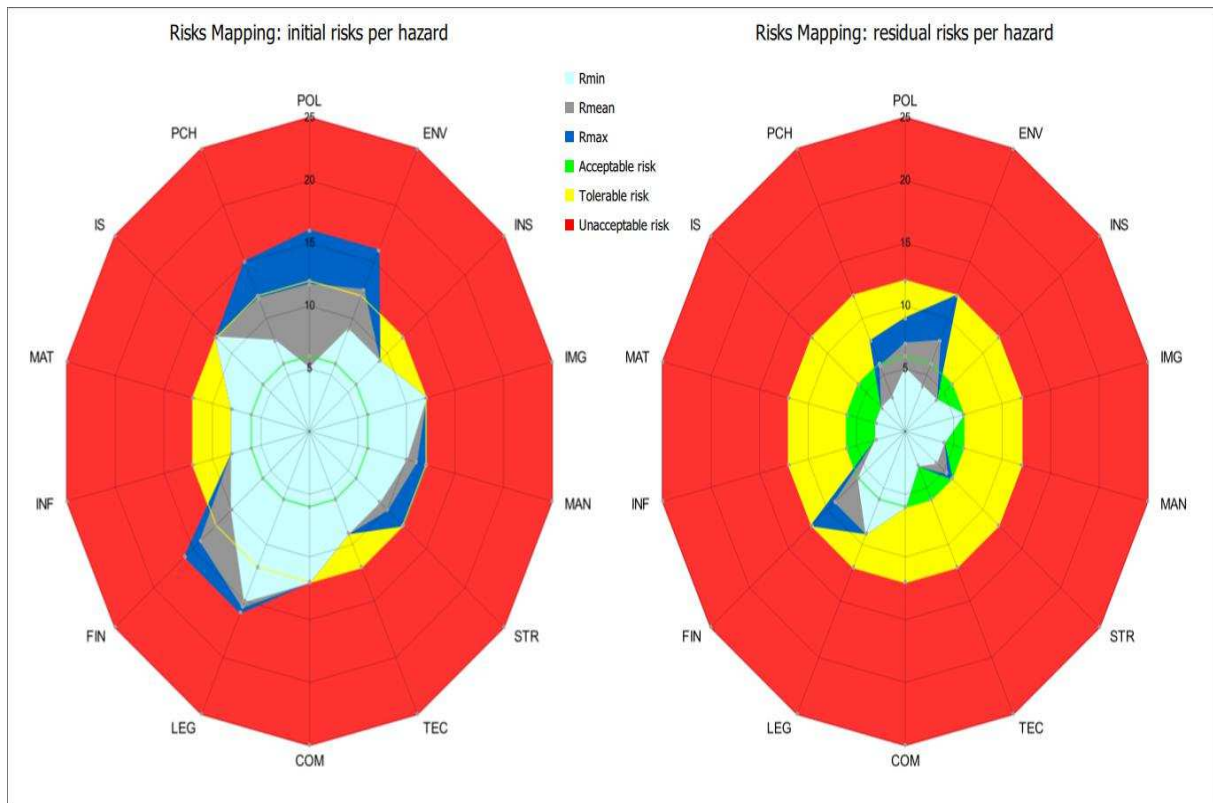 Risks Mapping: initial risks per hazard
POL
25
20
15
10
5
ENV
INS
IMG
MAN
STR
TEC
COM
LEG
FIN
INF
MAT
IS
PCH
Rmin
Rmean
Rmax
Acceptable risk
Tolerable risk
Unacceptable risk
Risks Mapping: residual risks per hazard
POL
25
20
15
10
5
ENV
INS
IMG
MAN
STR
TEC
COM
LEG
FIN
INF
MAT
IS
PCH